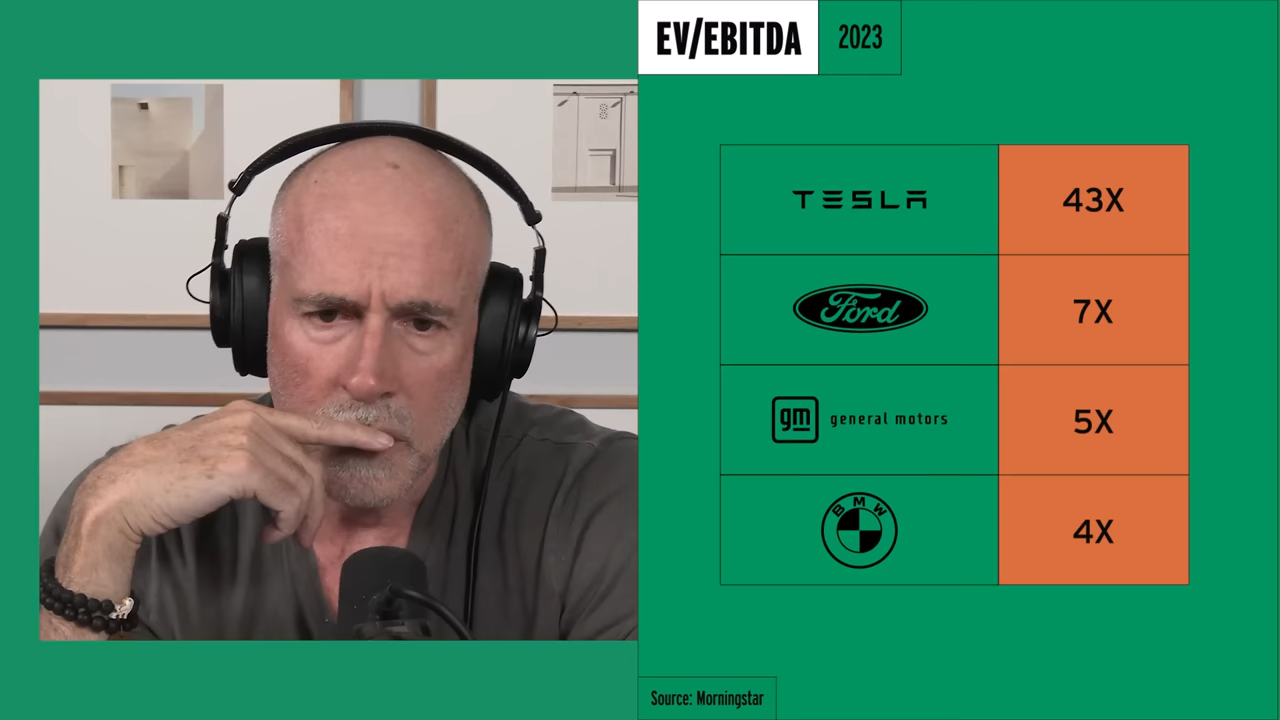 EV/EBITDA 2023
TESLA 43X
Ford 7X
gm general motors 5X
BMW 4X
Source: Morningstar